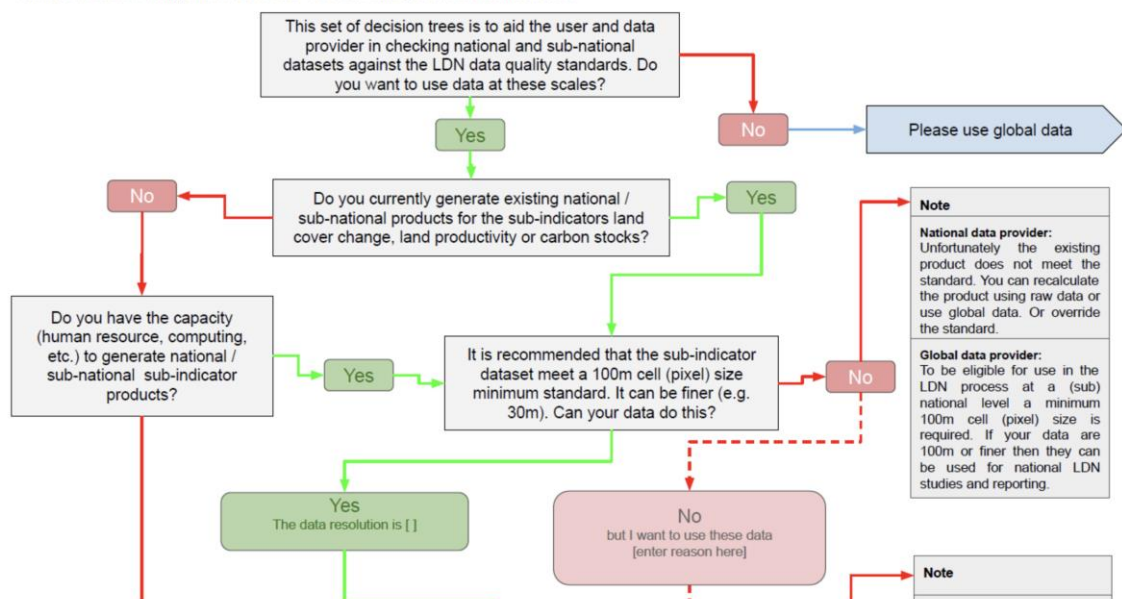 This set of decision trees is to aid the user and data
provider in checking national and sub-national
datasets against the LDN data quality standards. Do
you want to use data at these scales?
Yes
No
Please use global data
No
Do you currently generate existing national /
sub-national products for the sub-indicators land
cover change, land productivity or carbon stocks?
Yes
Do you have the capacity
(human resource, computing,
etc.) to generate national /
sub-national sub-indicator
products?
Yes
It is recommended that the sub-indicator
dataset meet a 100m cell (pixel) size
minimum standard. It can be finer (e.g.
30m). Can your data do this?
No
Note
National data provider:
Unfortunately the existing
product does not meet the
standard. You can recalculate
the product using raw data or
use global data. Or override
the standard.
Global data provider:
To be eligible for use in the
LDN process at a (sub)
national level a minimum
100m cell (pixel) size is
required. If your data are
100m or finer then they can
be used for national LDN
studies and reporting.
Yes
The data resolution is [ ]
No
but I want to use these data
[enter reason here]
Note